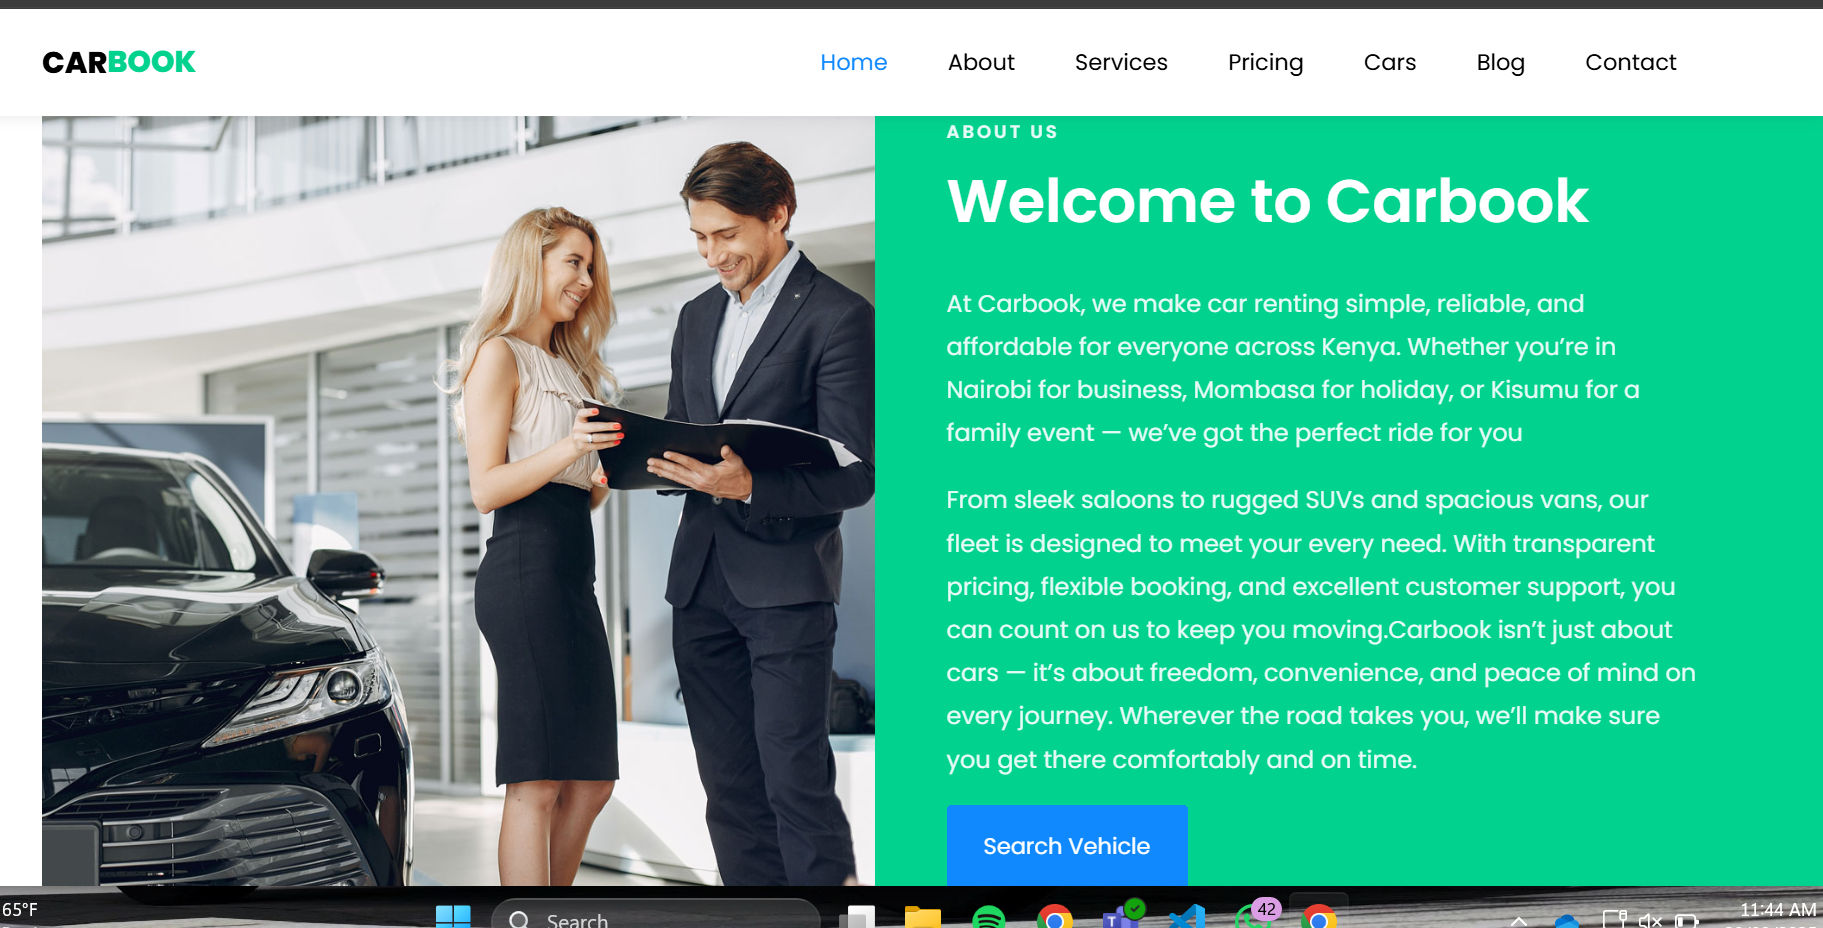 CARBOOK
Home About Services Pricing Cars Blog Contact
ABOUT US
Welcome to Carbook
At Carbook, we make car renting simple, reliable, and
affordable for everyone across Kenya. Whether you’re in
Nairobi for business, Mombasa for holiday, or Kisumu for a
family event — we’ve got the perfect ride for you
From sleek saloons to rugged SUVs and spacious vans, our
fleet is designed to meet your every need. With transparent
pricing, flexible booking, and excellent customer support, you
can count on us to keep you moving.Carbook isn’t just about
cars — it’s about freedom, convenience, and peace of mind on
every journey. Wherever the road takes you, we’ll make sure
you get there comfortably and on time.
Search Vehicle
65°F
Search
42
11:44 AM